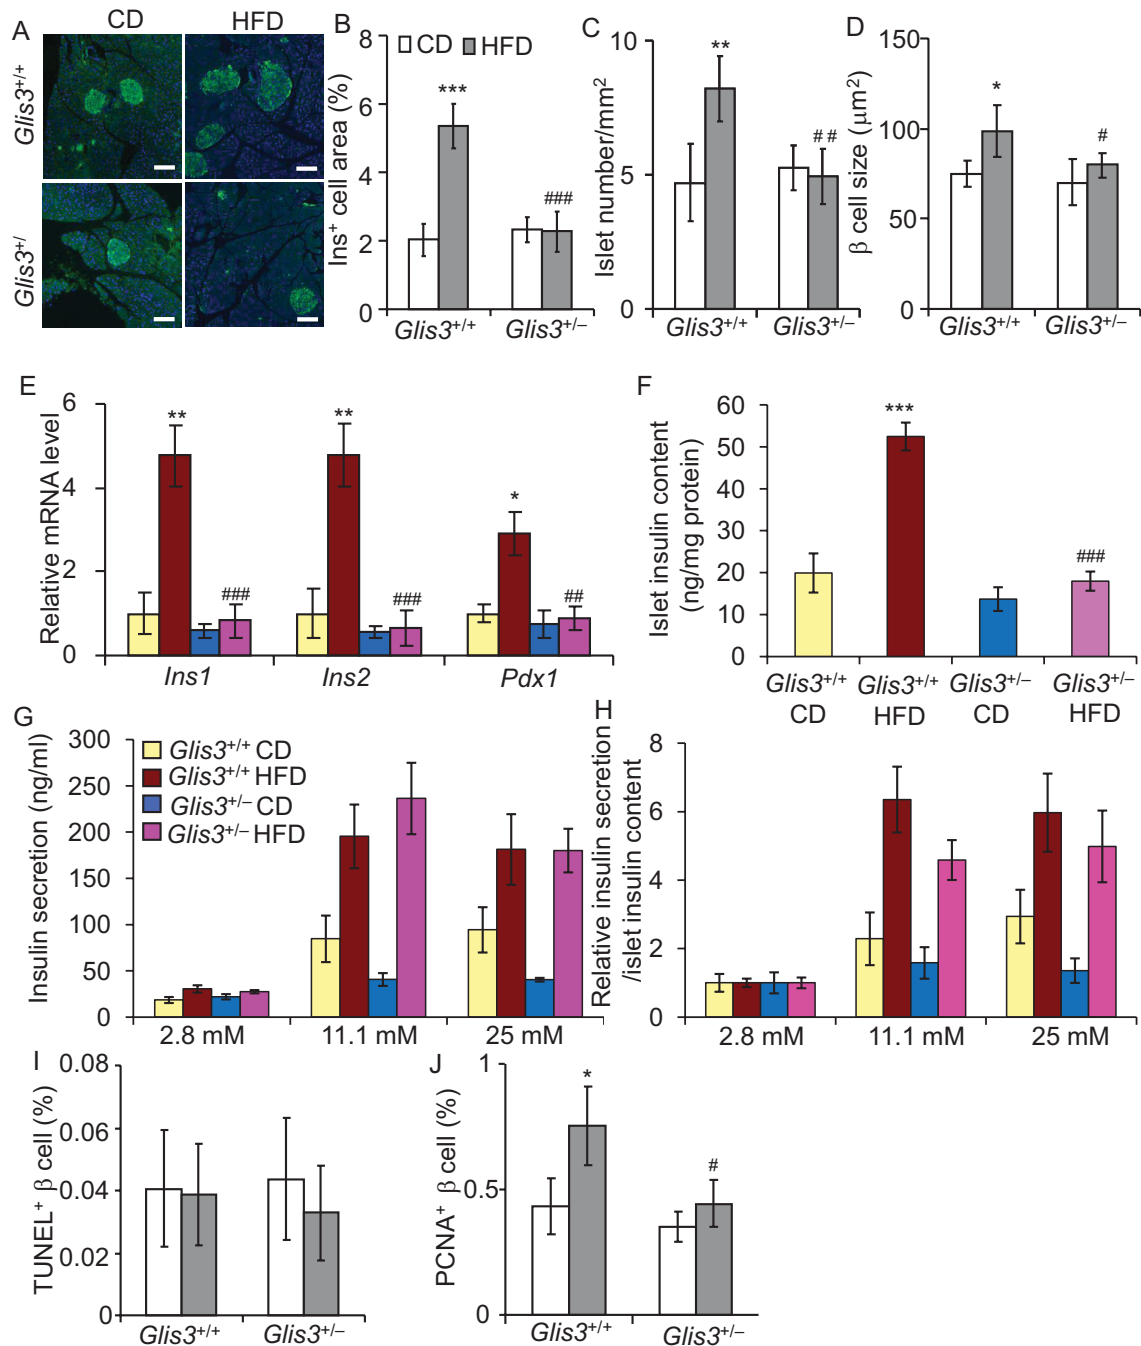 A
CD
HFD
Glis3+/+
Glis3+/
B
CD
HFD
Ins+ cell area (%)
8
6
4
2
0
***
###
Glis3+/+
Glis3+/–
C
Islet number/mm2
10
5
0
**
# #
Glis3+/+
Glis3+/–
D
β cell size (μm2)
150
100
50
0
*
#
Glis3+/+
Glis3+/–
E
Relative mRNA level
6
4
2
0
**
###
**
###
*
##
Ins1
Ins2
Pdx1
F
Islet insulin content
(ng/mg protein)
60
50
40
30
20
10
0
***
###
Glis3+/+
CD
Glis3+/+
HFD
Glis3+/–
CD
Glis3+/–
HFD
G
Insulin secretion (ng/ml)
300
250
200
150
100
50
0
Glis3+/+ CD
Glis3+/+ HFD
Glis3+/– CD
Glis3+/– HFD
2.8 mM
11.1 mM
25 mM
H
Relative insulin secretion
/islet insulin content
8
6
4
2
0
2.8 mM
11.1 mM
25 mM
I
TUNEL+ β cell (%)
0.08
0.06
0.04
0.02
0
Glis3+/+
Glis3+/–
J
PCNA+ β cell (%)
1
0.5
0
*
#
Glis3+/+
Glis3+/–